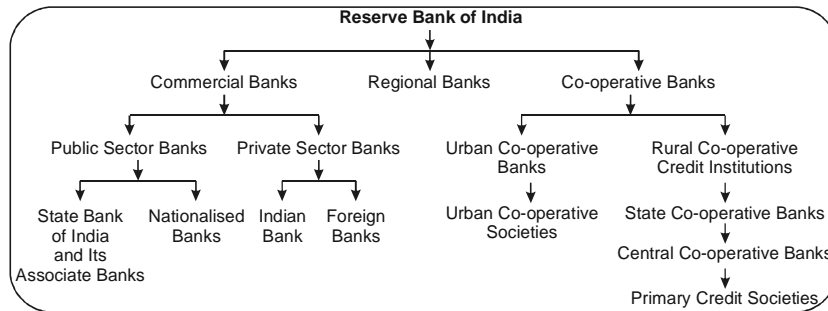 Reserve Bank of India
Commercial Banks
Regional Banks
Co-operative Banks
Public Sector Banks
Private Sector Banks
Urban Co-operative
Banks
Rural Co-operative
Credit Institutions
State Bank
of India
and Its
Associate Banks
Nationalised
Banks
Indian
Bank
Foreign
Banks
Urban Co-operative
Societies
State Co-operative Banks
Central Co-operative Banks
Primary Credit Societies